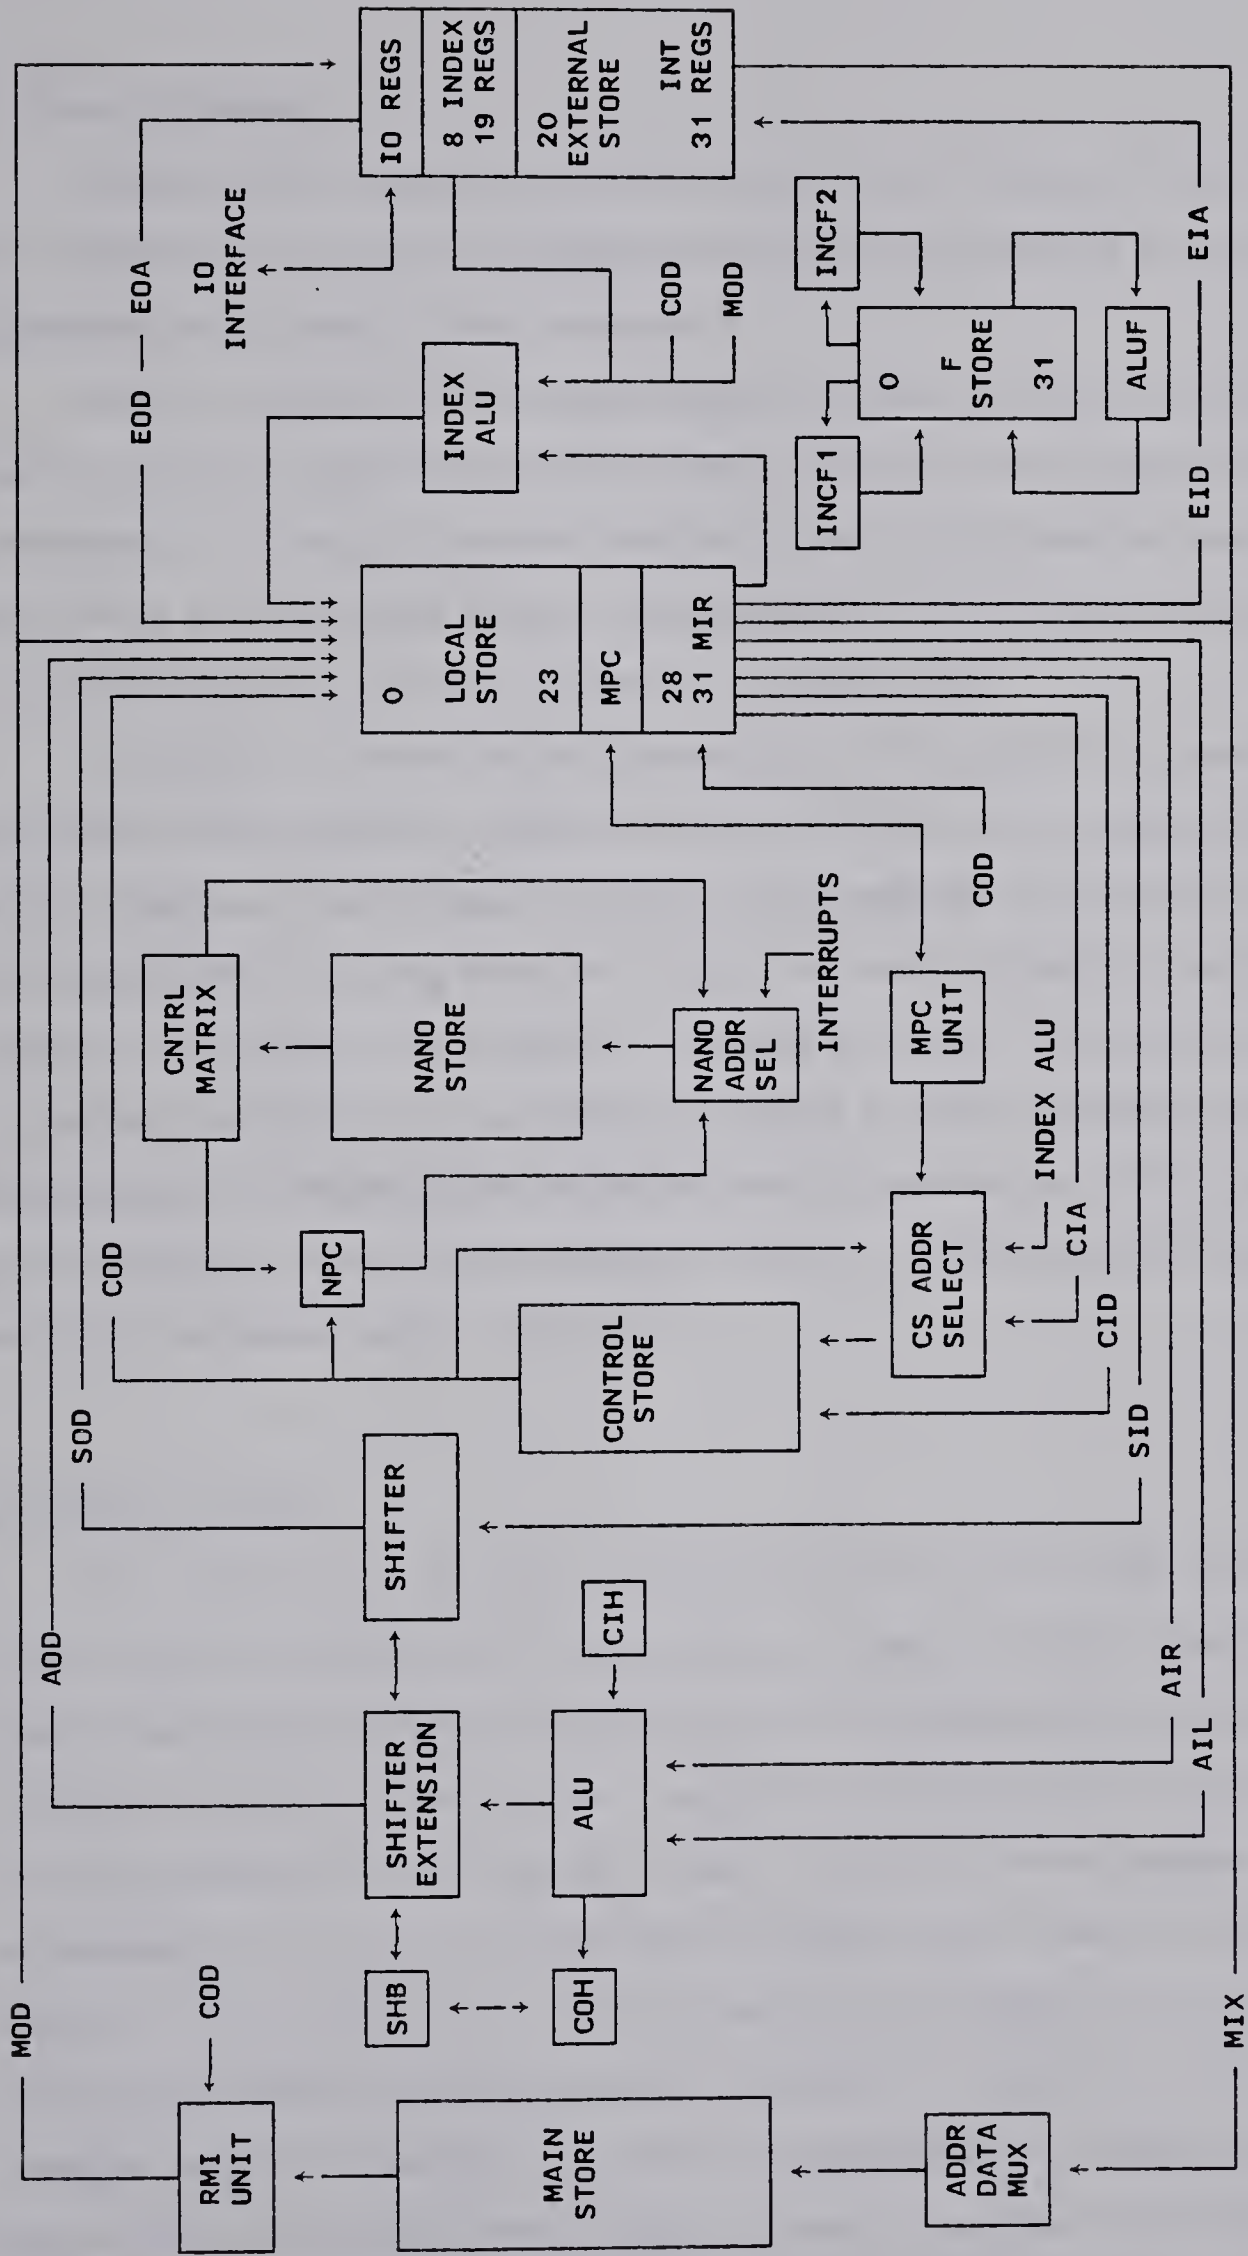 MOD
RMI
UNIT
COD
MAIN
STORE
ADDR
DATA
MUX
MIX
AOD
SHB
SHIFTER
EXTENSION
COH
ALU
CIH
AIR
AIL
SOD
SHIFTER
SID
COD
CONTROL
STORE
NPC
CS ADDR
SELECT
INDEX ALU
CIA
CID
CNTRL
MATRIX
NANO
STORE
NANO
ADDR
SEL
INTERRUPTS
MPC
UNIT
COD
0
LOCAL
STORE
23
MPC
28
31 MIR
EOD
EOA
INDEX
ALU
IO
INTERFACE
COD
MOD
IO REGS
8 INDEX
19 REGS
20
EXTERNAL
STORE
INT
31 REGS
INCF1
INCF2
0
F
STORE
31
ALUF
EID
EIA